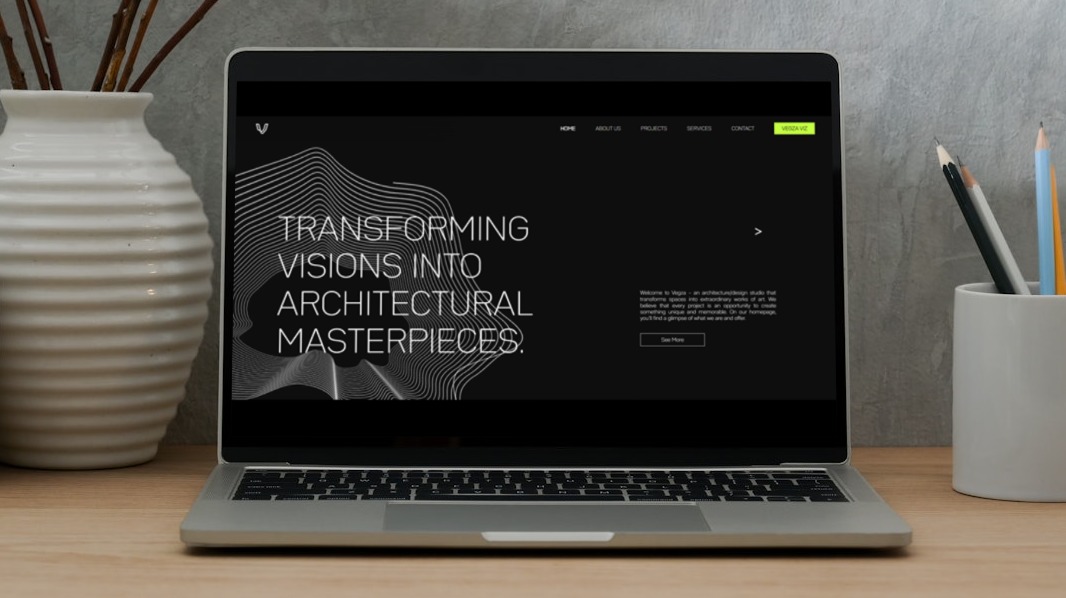 HOME ABOUT US PROJECTS SERVICES CONTACT VEGZA VIZ
TRANSFORMING
VISIONS INTO
ARCHITECTURAL
MASTERPIECES.
>
Welcome to Vegza - an architecture/design studio that
transforms spaces into extraordinary works of art. We
believe that every project is an opportunity to create
something unique and memorable. On our homepage,
you'll find a glimpse of what we are and offer
See More